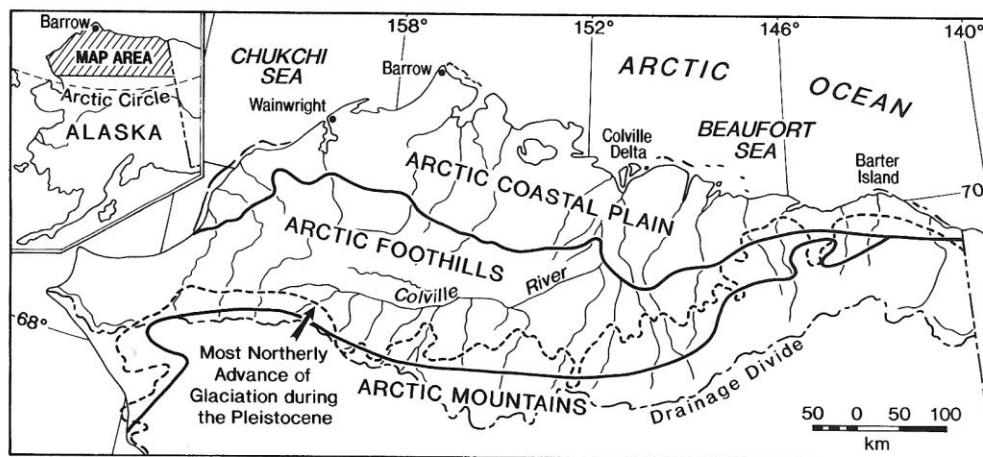 Barrow
MAP AREA
Arctic Circle
ALASKA
158°
152°
146°
140°
CHUKCHI
SEA
Barrow
Wainwright
ARCTIC
OCEAN
BEAUFORT
SEA
Colville
Delta
Barter
Island
70
ARCTIC COASTAL PLAIN
ARCTIC FOOTHILLS
Colville
River
68°
Most Northerly
Advance of
Glaciation during
the Pleistocene
ARCTIC MOUNTAINS
Drainage Divide
50 0 50 100
km